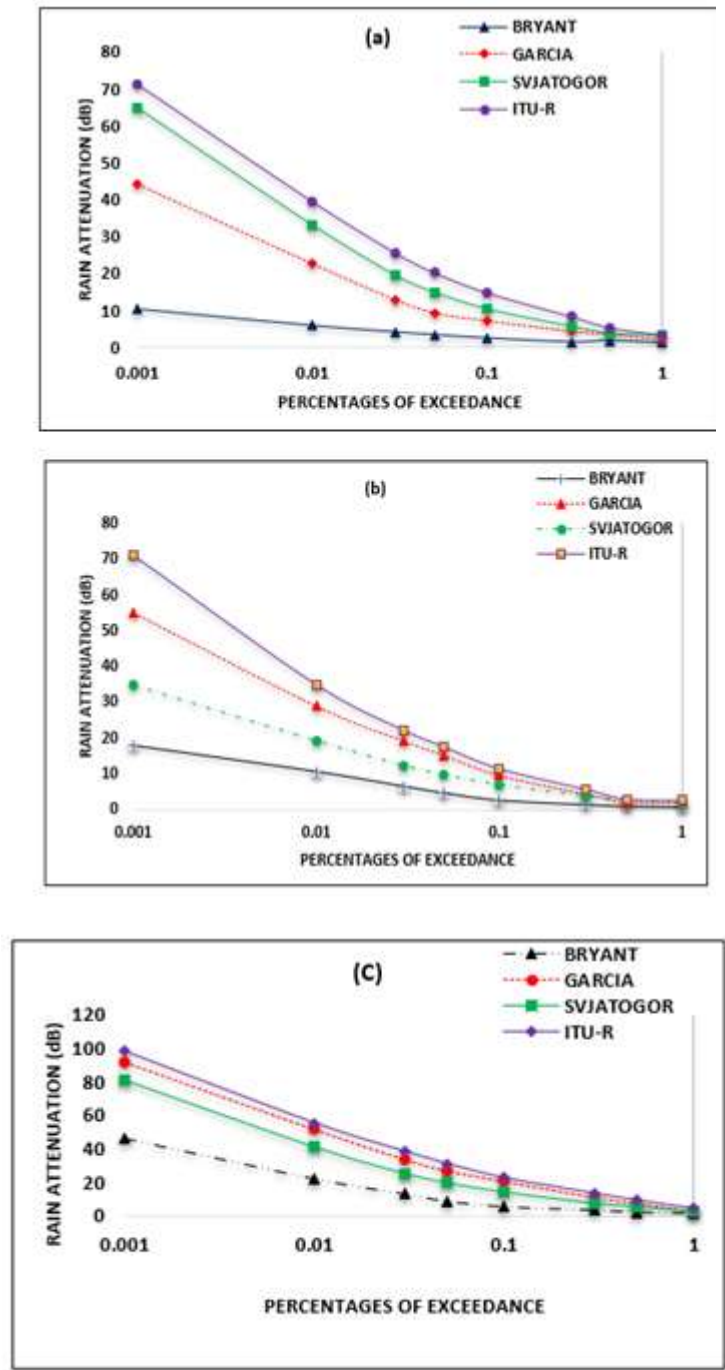 (a)
BRYANT
GARCIA
SVJATOGOR
ITU-R
RAIN ATTENUATION (dB)
80
70
60
50
40
30
20
10
0
0.001 0.01 0.1 1
PERCENTAGES OF EXCEEDANCE
(b)
BRYANT
GARCIA
SVJATOGOR
ITU-R
RAIN ATTENUATION (dB)
80
70
60
50
40
30
20
10
0
0.001 0.01 0.1 1
PERCENTAGES OF EXCEEDANCE
(C)
BRYANT
GARCIA
SVJATOGOR
ITU-R
RAIN ATTENUATION (dB)
120
100
80
60
40
20
0
0.001 0.01 0.1 1
PERCENTAGES OF EXCEEDANCE